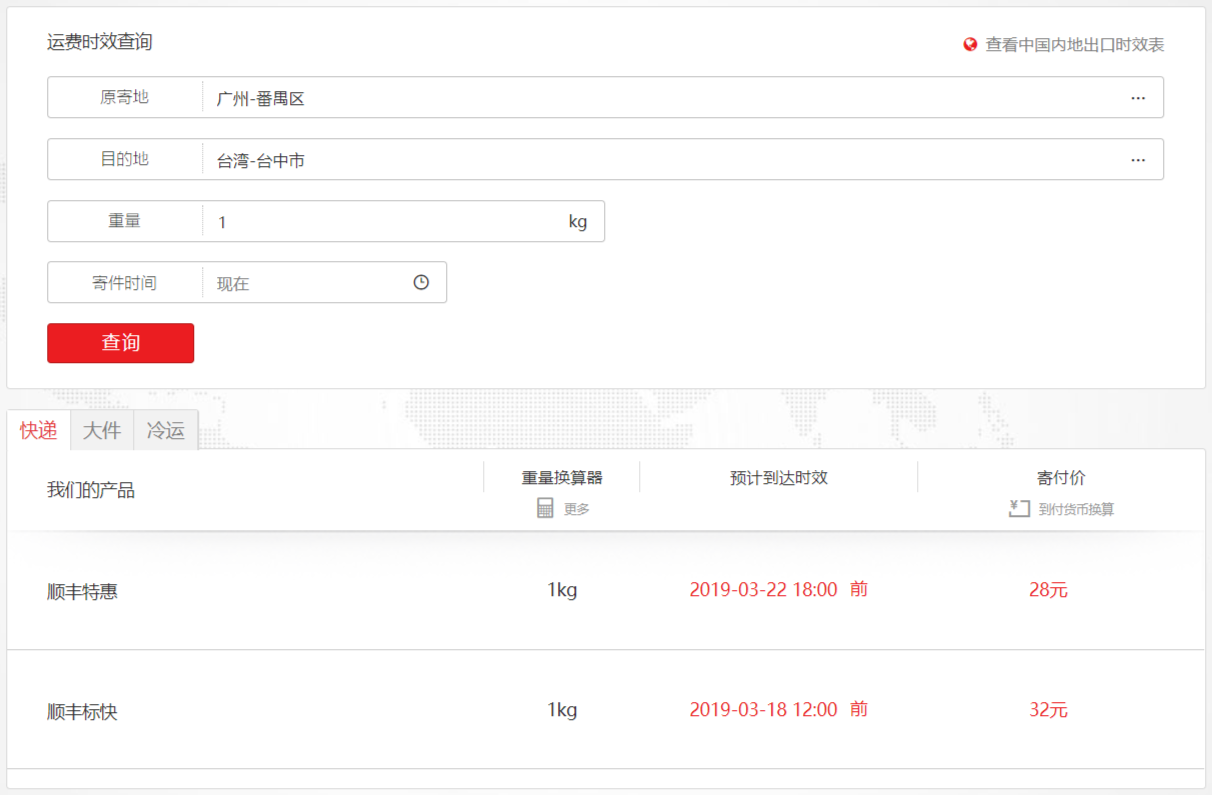 运费时效查询
查看中国内地出口时效表
原寄地 广州-番禺区 ...
目的地 台湾-台中市 ...
重量 1 kg
寄件时间 现在
查询
快递 大件 冷运
我们的产品 重量换算器 预计到达时效 寄付价
更多 到付货币换算
顺丰特惠 1kg 2019-03-22 18:00 前 28元
顺丰标快 1kg 2019-03-18 12:00 前 32元